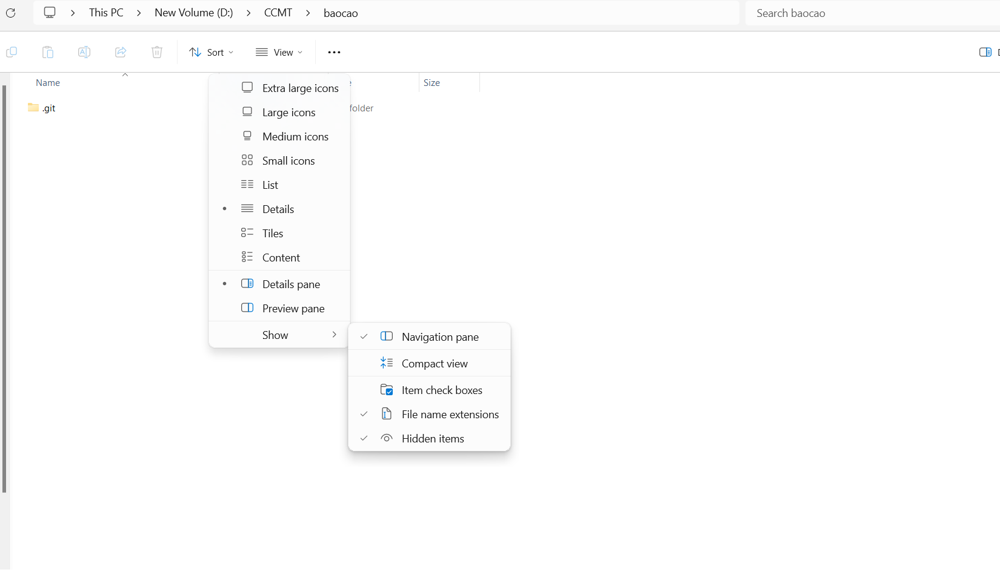 This PC > New Volume (D:) > CCMT > baocao
Search baocao
Sort
View
Name
Size
.git
folder
Extra large icons
Large icons
Medium icons
Small icons
List
Details
Tiles
Content
Details pane
Preview pane
Show
Navigation pane
Compact view
Item check boxes
File name extensions
Hidden items